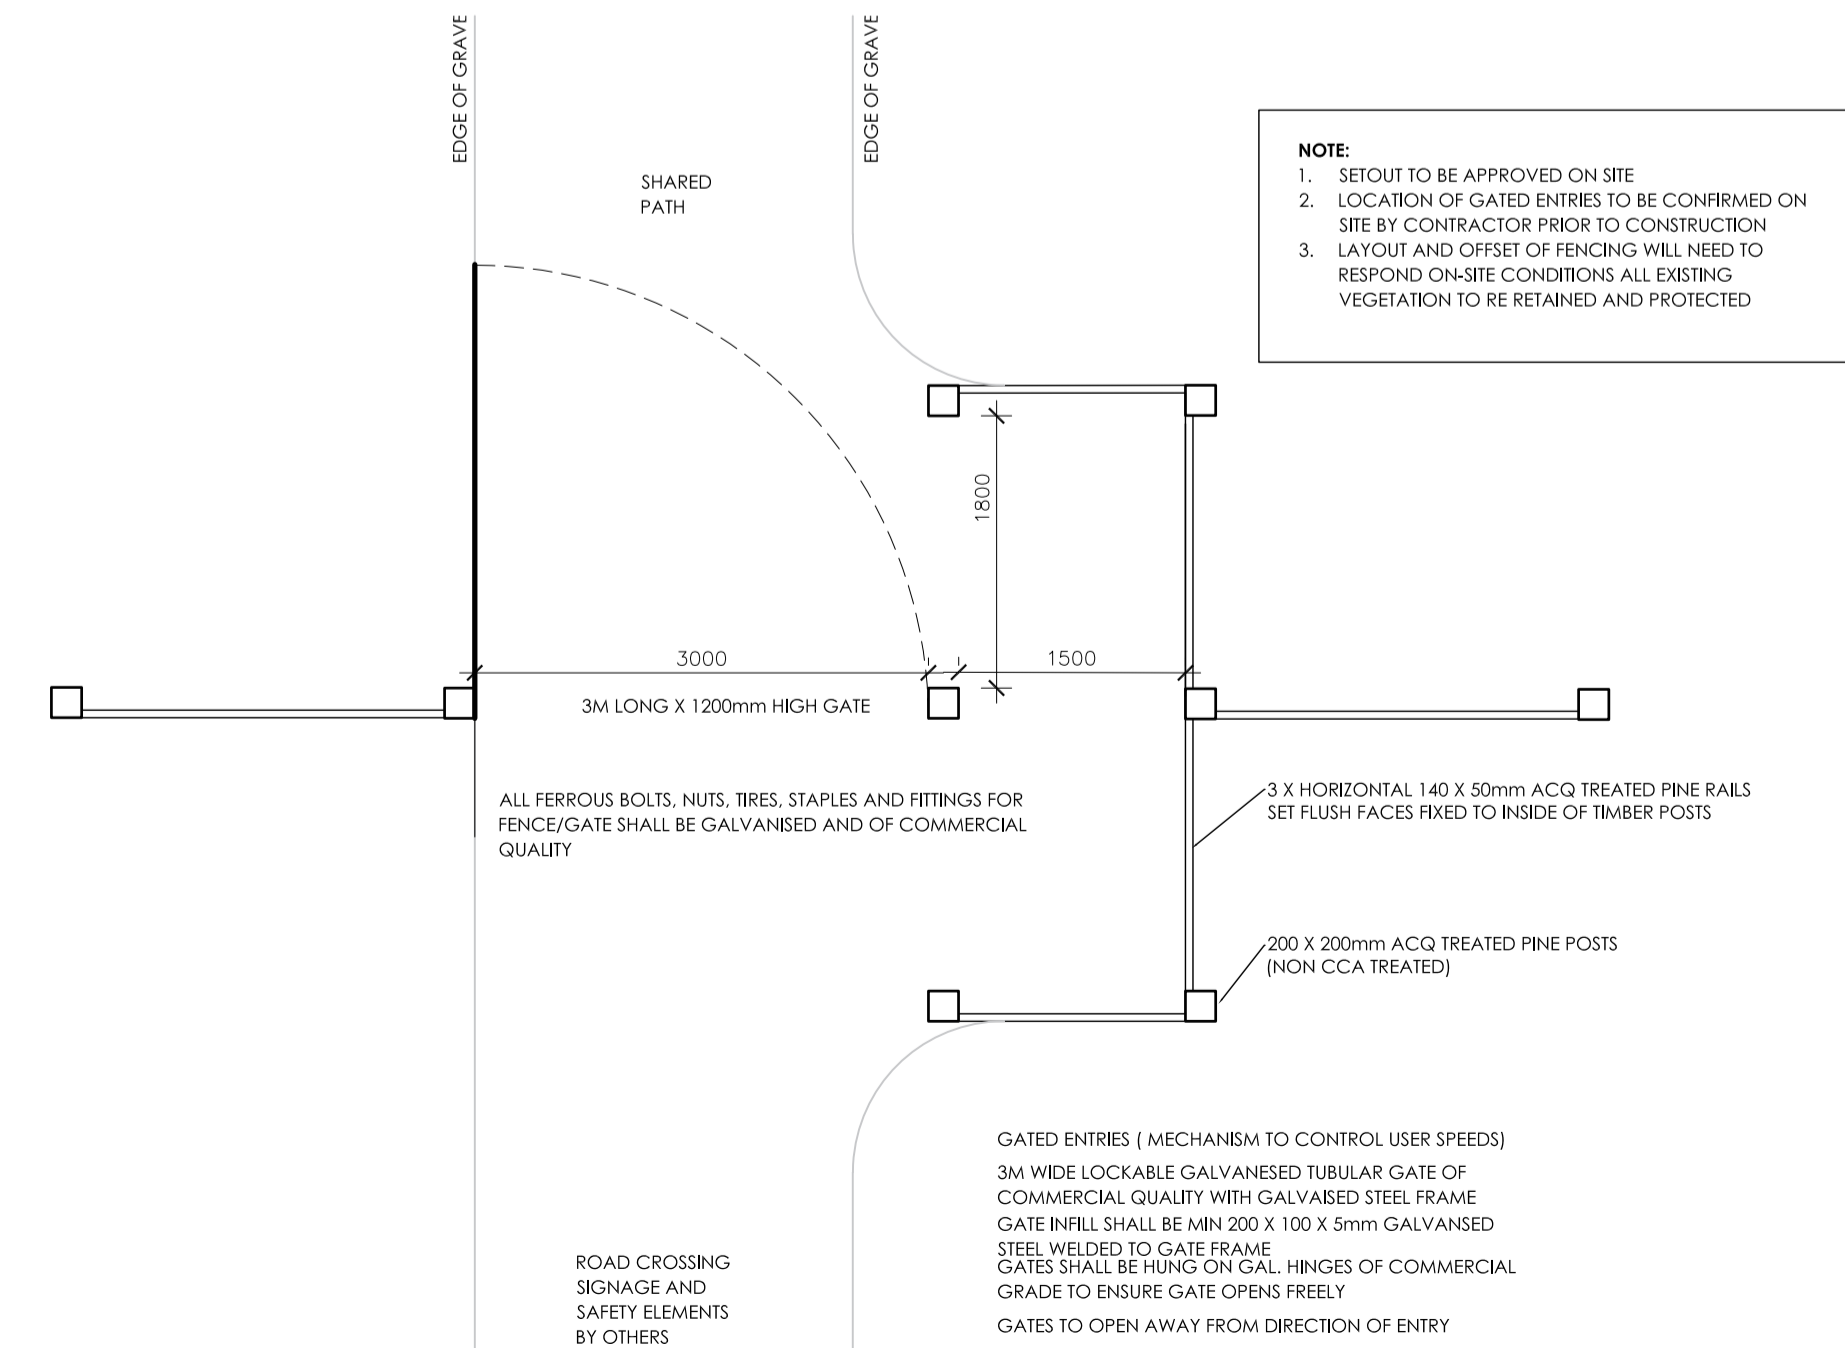 EDGE OF GRAVE
EDGE OF GRAVE
SHARED
PATH
NOTE:
1. SETOUT TO BE APPROVED ON SITE
2. LOCATION OF GATED ENTRIES TO BE CONFIRMED ON
SITE BY CONTRACTOR PRIOR TO CONSTRUCTION
3. LAYOUT AND OFFSET OF FENCING WILL NEED TO
RESPOND ON-SITE CONDITIONS ALL EXISTING
VEGETATION TO RE RETAINED AND PROTECTED
1800
3000
1500
3M LONG X 1200mm HIGH GATE
ALL FERROUS BOLTS, NUTS, TIRES, STAPLES AND FITTINGS FOR
FENCE/GATE SHALL BE GALVANISED AND OF COMMERCIAL
QUALITY
3 X HORIZONTAL 140 X 50mm ACQ TREATED PINE RAILS
SET FLUSH FACES FIXED TO INSIDE OF TIMBER POSTS
200 X 200mm ACQ TREATED PINE POSTS
(NON CCA TREATED)
GATED ENTRIES ( MECHANISM TO CONTROL USER SPEEDS)
3M WIDE LOCKABLE GALVANESED TUBULAR GATE OF
COMMERCIAL QUALITY WITH GALVAISED STEEL FRAME
GATE INFILL SHALL BE MIN 200 X 100 X 5mm GALVANSED
STEEL WELDED TO GATE FRAME
GATES SHALL BE HUNG ON GAL. HINGES OF COMMERCIAL
GRADE TO ENSURE GATE OPENS FREELY
GATES TO OPEN AWAY FROM DIRECTION OF ENTRY
ROAD CROSSING
SIGNAGE AND
SAFETY ELEMENTS
BY OTHERS